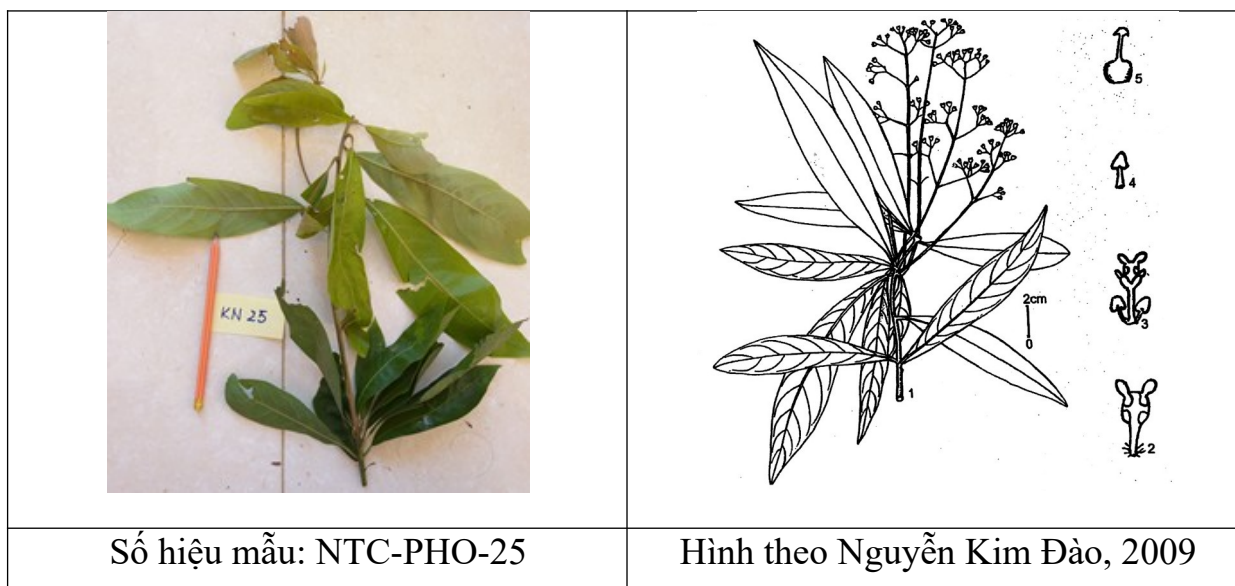 KN 25
5
4
3
2
1
2cm
0
Số hiệu mẫu: NTC-PHO-25
Hình theo Nguyễn Kim Đào, 2009